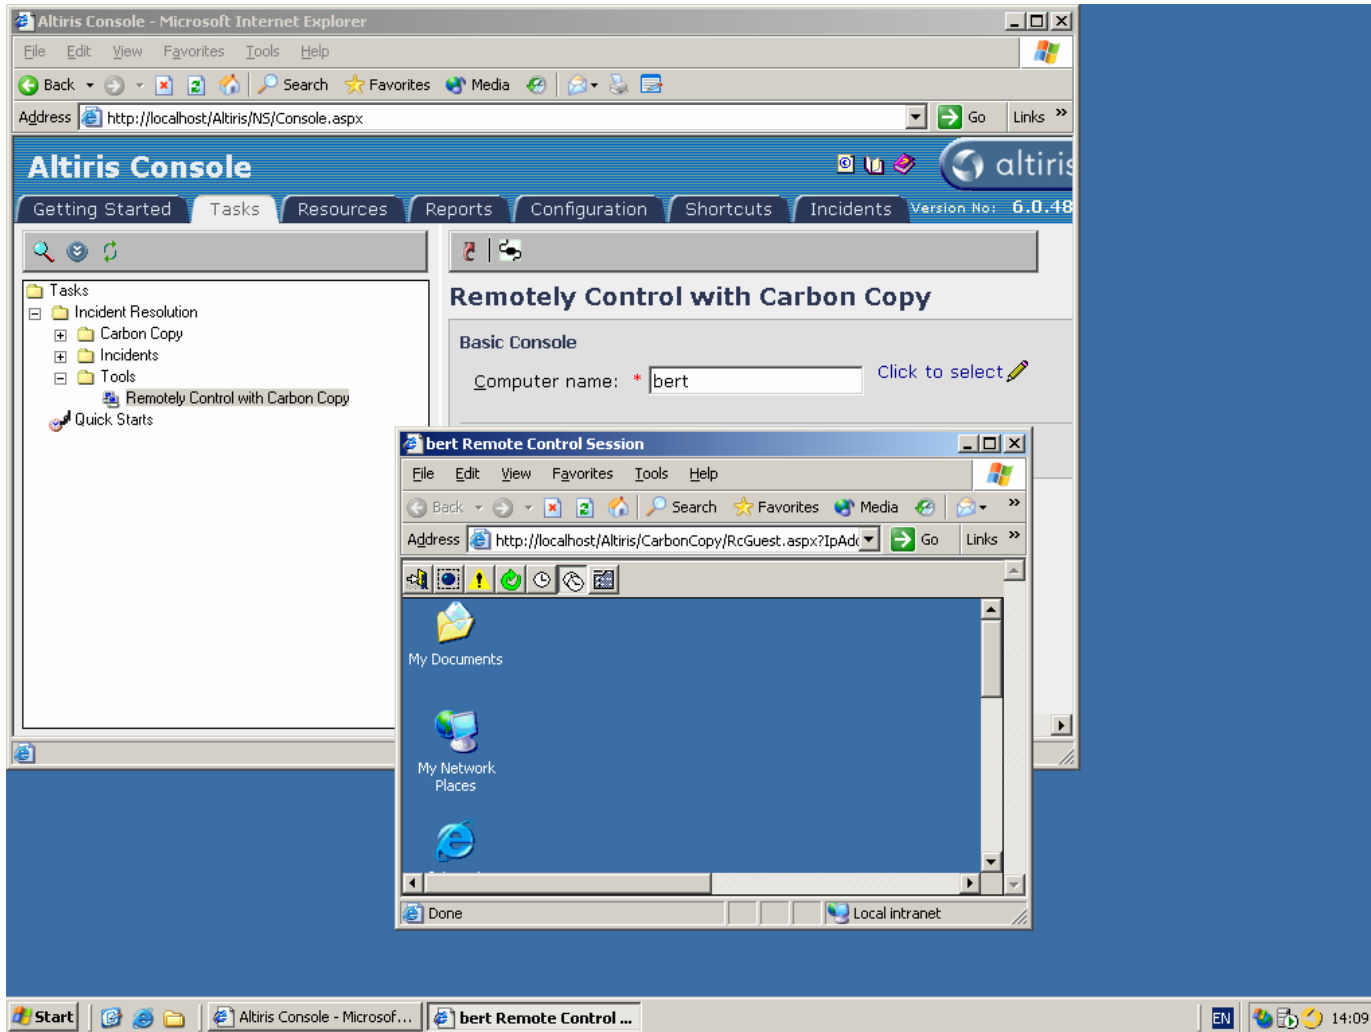 Altiris Console - Microsoft Internet Explorer
File Edit View Favorites Tools Help
Back Search Favorites Media
Address http://localhost/Altiris/NS/Console.aspx Go Links »
Altiris Console altiris
Getting Started Tasks Resources Reports Configuration Shortcuts Incidents Version No: 6.0.48
Tasks
Incident Resolution
Carbon Copy
Incidents
Tools
Remotely Control with Carbon Copy
Quick Starts
Remotely Control with Carbon Copy
Basic Console
Computer name: * bert Click to select
bert Remote Control Session
File Edit View Favorites Tools Help
Back Search Favorites Media »
Address http://localhost/Altiris/CarbonCopy/RcGuest.aspx?IpAdd Go Links »
My Documents
My Network
Places
Done Local intranet
Start Altiris Console - Microsof... bert Remote Control ... EN 14:09